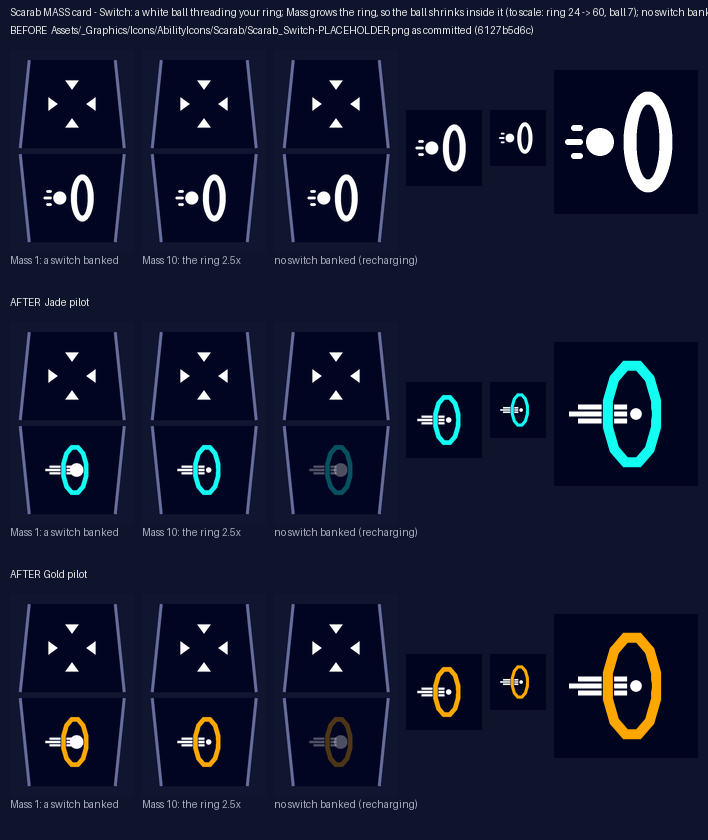 Scarab MASS card - Switch: a white ball threading your ring; Mass grows the ring, so the ball shrinks inside it (to scale: ring 24 -> 60, ball 7); no switch bank
BEFORE Assets/_Graphics/Icons/AbilityIcons/Scarab/Scarab_Switch-PLACEHOLDER.png as committed (6127b5d6c)
Mass 1: a switch banked
Mass 10: the ring 2.5x
no switch banked (recharging)
AFTER Jade pilot
Mass 1: a switch banked
Mass 10: the ring 2.5x
no switch banked (recharging)
AFTER Gold pilot
Mass 1: a switch banked
Mass 10: the ring 2.5x
no switch banked (recharging)